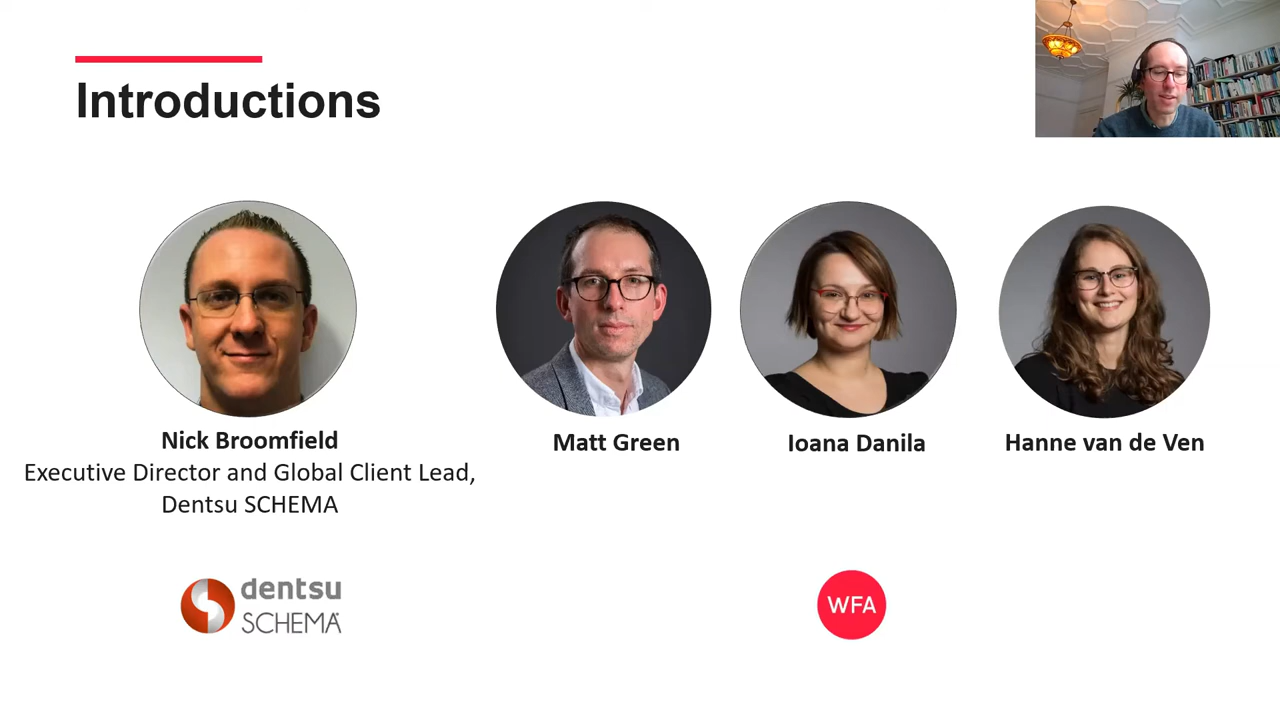 Introductions
Nick Broomfield
Executive Director and Global Client Lead,
Dentsu SCHEMA
Matt Green
Ioana Danila
Hanne van de Ven
dentsu
SCHEMA
WFA